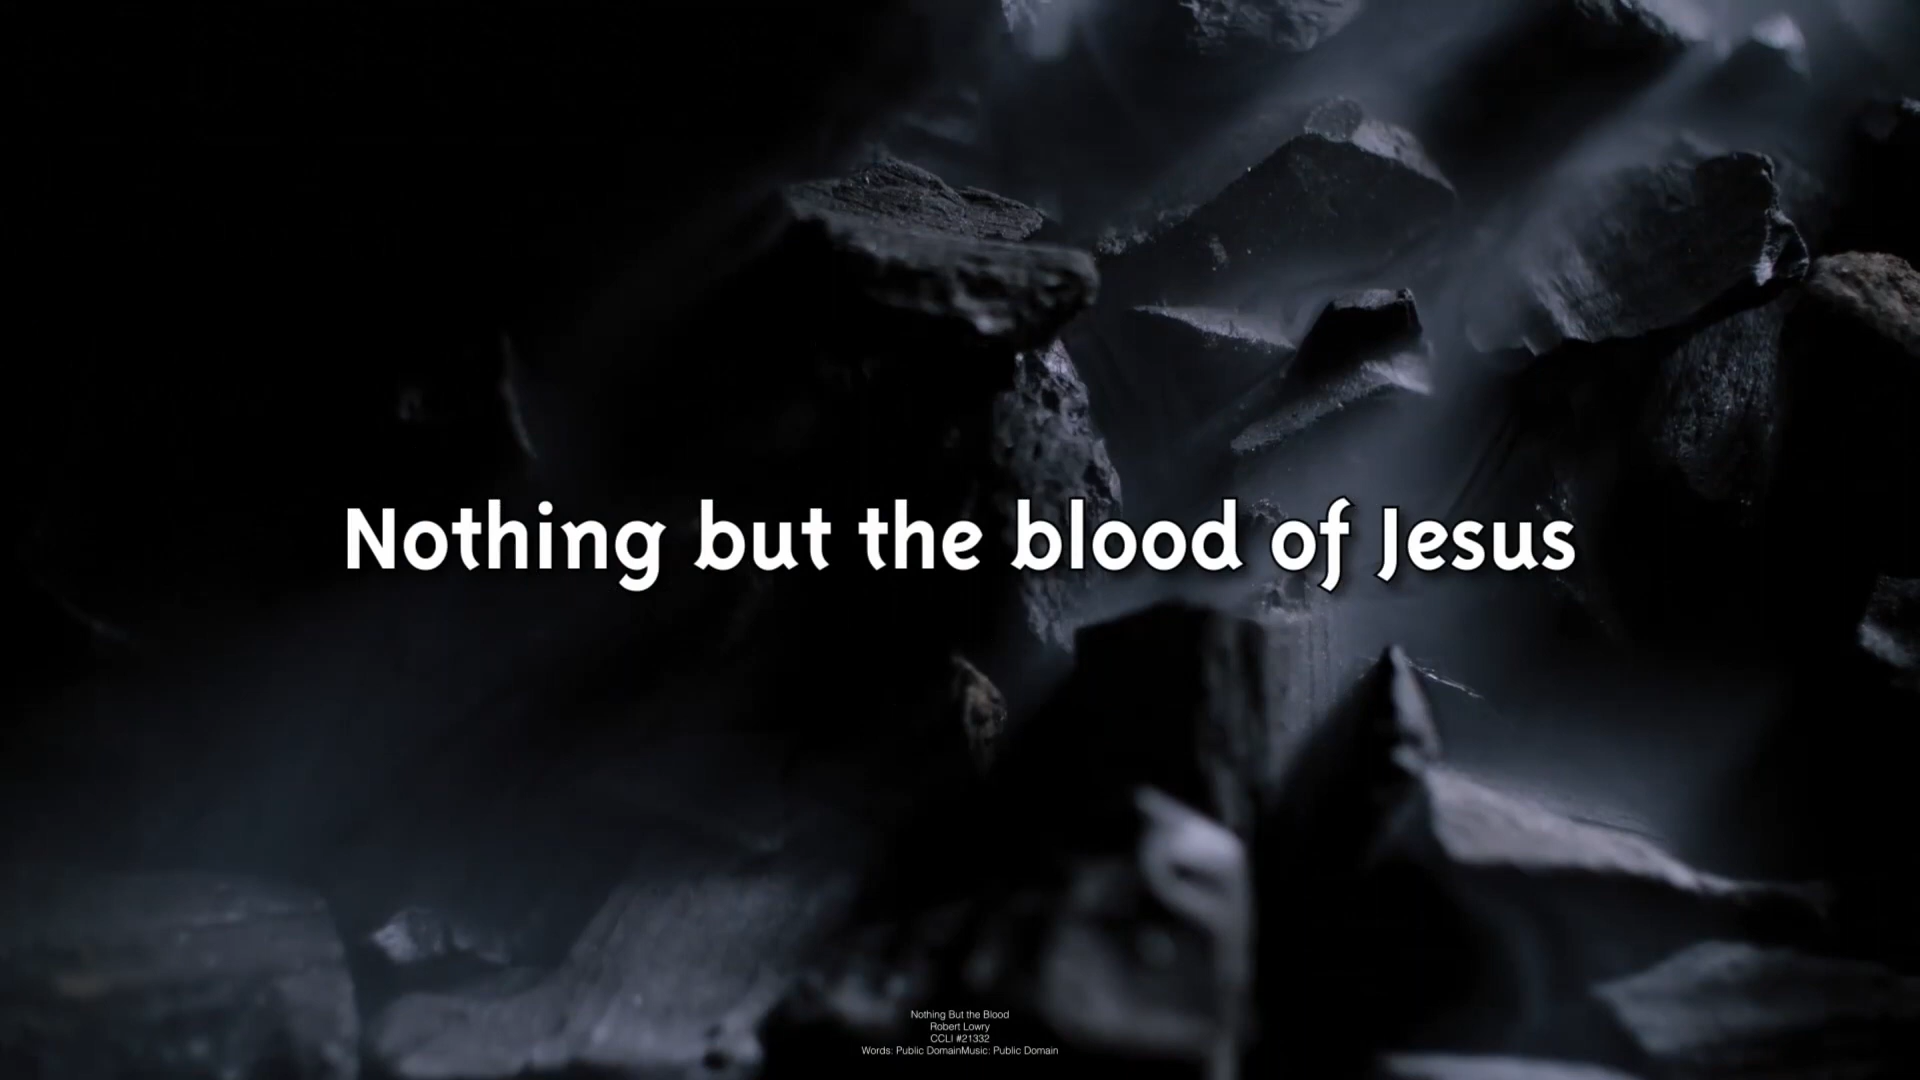 Nothing but the blood of Jesus
Nothing But the Blood
Robert Lowry
CCLI #21332
Words: Public DomainMusic: Public Domain